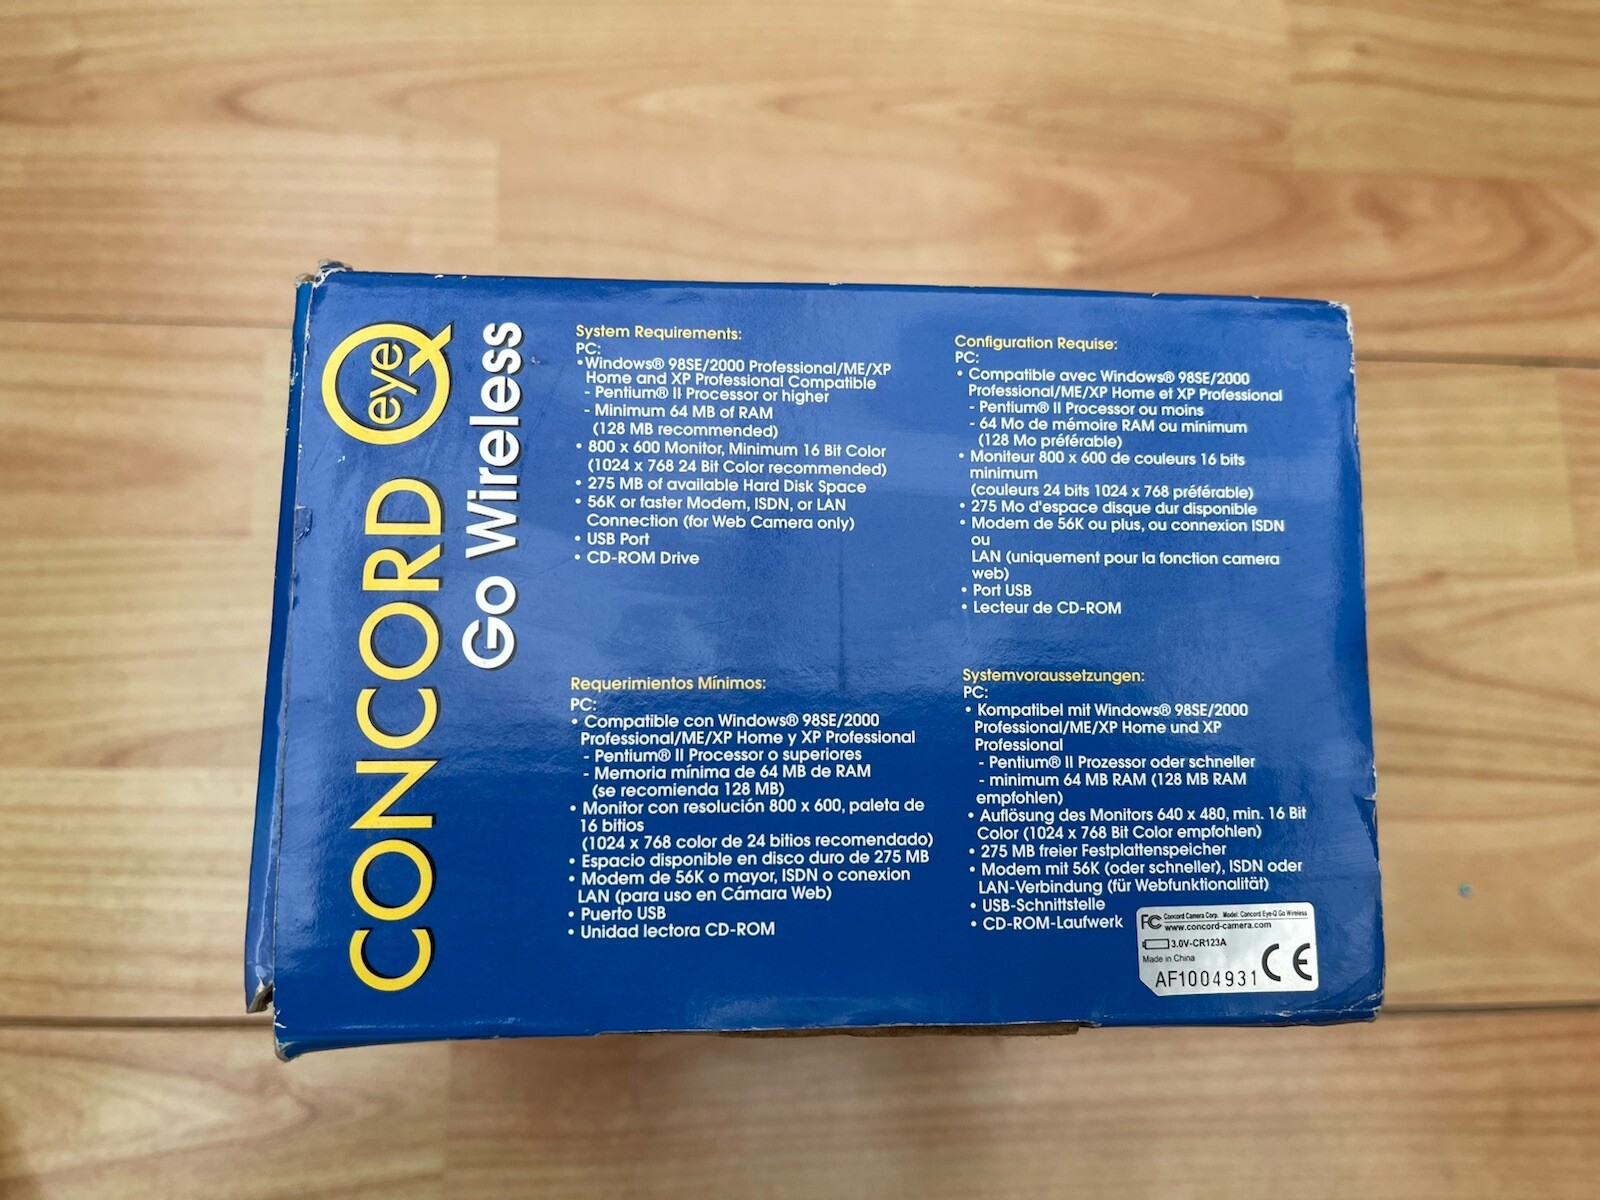 CONCORD eyeQ
Go Wireless
System Requirements:
PC:
• Windows® 98SE/2000 Professional/ME/XP
Home and XP Professional Compatible
- Pentium® II Processor or higher
- Minimum 64 MB of RAM
(128 MB recommended)
• 800 x 600 Monitor, Minimum 16 Bit Color
(1024 x 768 24 Bit Color recommended)
• 275 MB of available Hard Disk Space
• 56K or faster Modem, ISDN, or LAN
Connection (for Web Camera only)
• USB Port
• CD-ROM Drive
Configuration Requise:
PC:
• Compatible avec Windows® 98SE/2000
Professional/ME/XP Home et XP Professional
- Pentium® II Processor ou moins
- 64 Mo de mémoire RAM ou minimum
(128 Mo préférable)
• Moniteur 800 x 600 de couleurs 16 bits
minimum
(couleurs 24 bits 1024 x 768 préférable)
• 275 Mo d'espace disque dur disponible
• Modem de 56K ou plus, ou connexion ISDN
ou
LAN (uniquement pour la fonction camera
web)
• Port USB
• Lecteur de CD-ROM
Requerimientos Mínimos:
PC:
• Compatible con Windows® 98SE/2000
Professional/ME/XP Home y XP Professional
- Pentium® II Processor o superiores
- Memoria mínima de 64 MB de RAM
(se recomienda 128 MB)
• Monitor con resolución 800 x 600, paleta de
16 bitios
(1024 x 768 color de 24 bitios recomendado)
• Espacio disponible en disco duro de 275 MB
• Modem de 56K o mayor, ISDN o conexion
LAN (para uso en Cámara Web)
• Puerto USB
• Unidad lectora CD-ROM
Systemvoraussetzungen:
PC:
• Kompatibel mit Windows® 98SE/2000
Professional/ME/XP Home und XP
Professional
- Pentium® II Prozessor oder schneller
- minimum 64 MB RAM (128 MB RAM
empfohlen)
• Auflösung des Monitors 640 x 480, min. 16 Bit
Color (1024 x 768 Bit Color empfohlen)
• 275 MB freier Festplattenspeicher
• Modem mit 56K (oder schneller), ISDN oder
LAN-Verbindung (für Webfunktionalität)
• USB-Schnittstelle
• CD-ROM-Laufwerk
FC Concord Camera Corp. Model: Concord Eye-Q Go Wireless
www.concord-camera.com
3.0V-CR123A
Made in China
AF1004931 CE